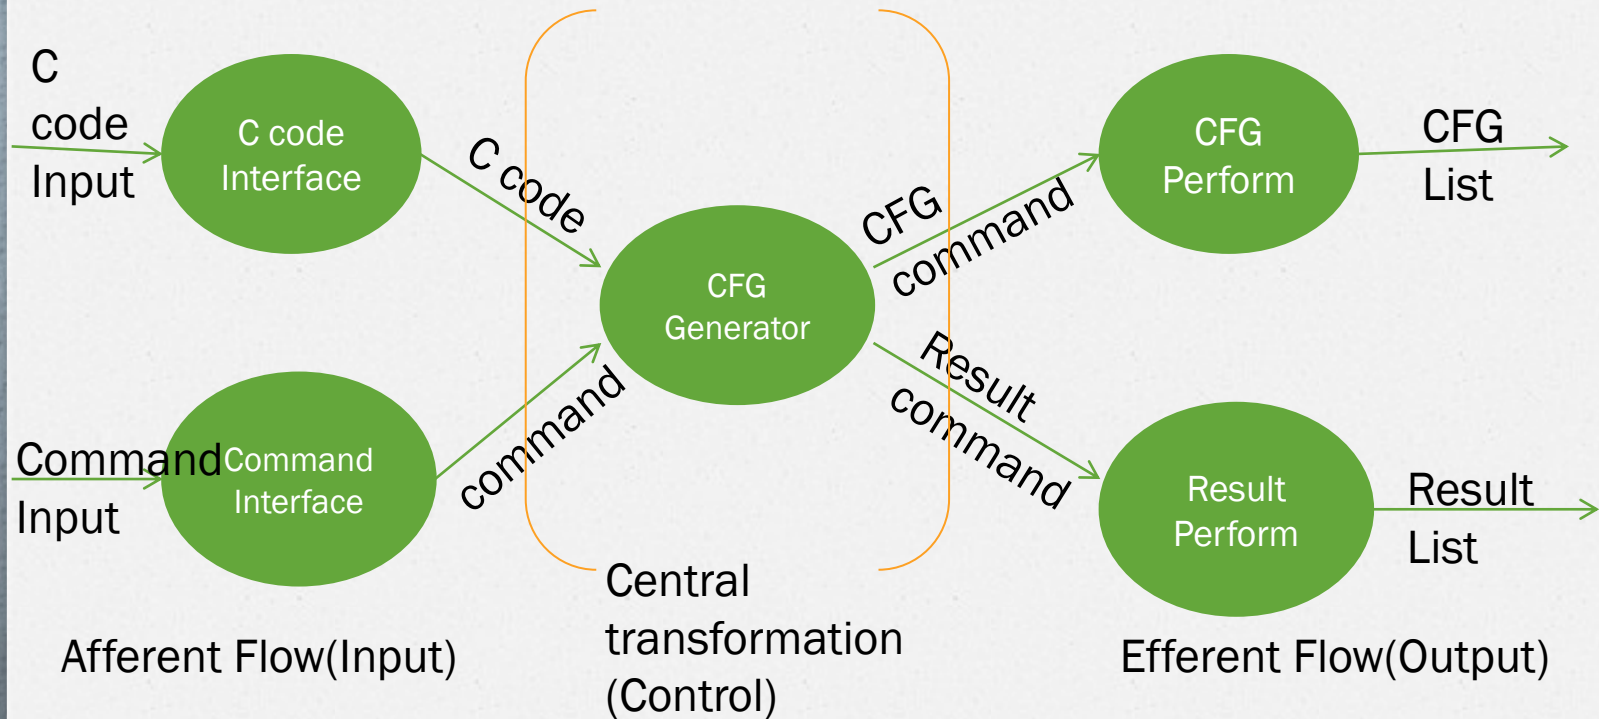 C
code
Input
C code
Interface
C code
Command
Input
Command
Interface
command
CFG
Generator
CFG
command
Result
command
CFG
Perform
CFG
List
Result
Perform
Result
List
Afferent Flow(Input)
Central
transformation
(Control)
Efferent Flow(Output)